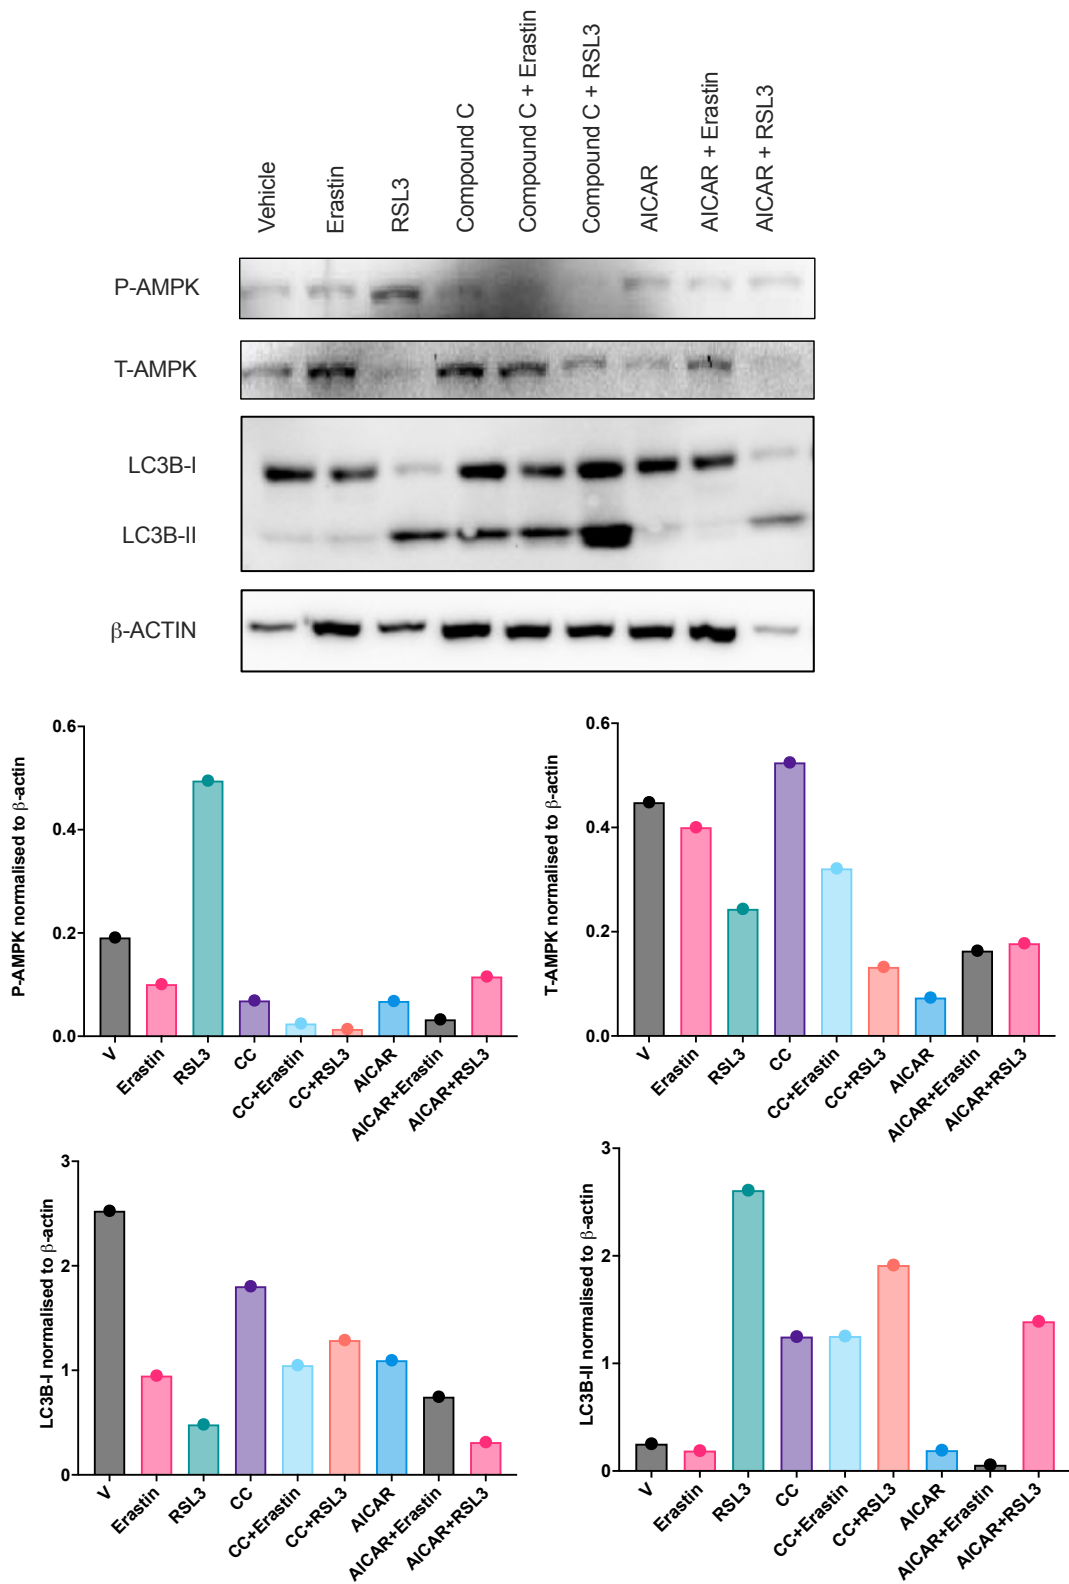 Vehicle
Erastin
RSL3
Compound C
Compound C + Erastin
Compound C + RSL3
AICAR
AICAR + Erastin
AICAR + RSL3
P-AMPK
T-AMPK
LC3B-I
LC3B-II
β-ACTIN
P-AMPK normalised to β-actin
0.6
0.4
0.2
0.0
V
Erastin
RSL3
CC
CC+Erastin
CC+RSL3
AICAR
AICAR+Erastin
AICAR+RSL3
T-AMPK normalised to β-actin
0.6
0.4
0.2
0.0
V
Erastin
RSL3
CC
CC+Erastin
CC+RSL3
AICAR
AICAR+Erastin
AICAR+RSL3
LC3B-I normalised to β-actin
3
2
1
0
V
Erastin
RSL3
CC
CC+Erastin
CC+RSL3
AICAR
AICAR+Erastin
AICAR+RSL3
LC3B-II normalised to β-actin
3
2
1
0
V
Erastin
RSL3
CC
CC+Erastin
CC+RSL3
AICAR
AICAR+Erastin
AICAR+RSL3